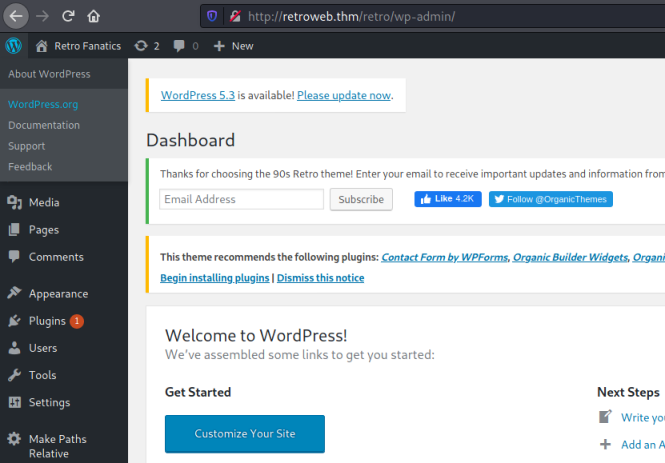 http://retroweb.thm/retro/wp-admin/
Retro Fanatics 2 0 + New
About WordPress
WordPress.org
Documentation
Support
Feedback
Media
Pages
Comments
Appearance
Plugins 1
Users
Tools
Settings
Make Paths
Relative
WordPress 5.3 is available! Please update now.
Dashboard
Thanks for choosing the 90s Retro theme! Enter your email to receive important updates and information from
Email Address Subscribe Like 4.2K Follow @OrganicThemes
This theme recommends the following plugins: Contact Form by WPForms, Organic Builder Widgets, Organi
Begin installing plugins | Dismiss this notice
Welcome to WordPress!
We've assembled some links to get you started:
Get Started
Customize Your Site
Next Steps
Write you
Add an A